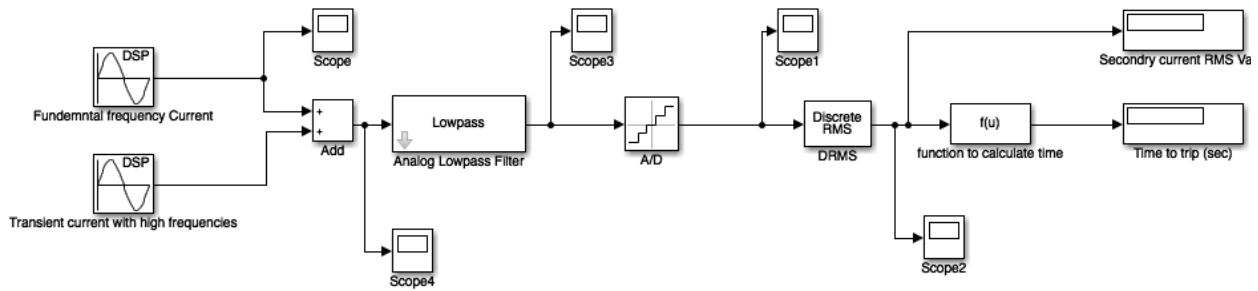 DSP
Fundemntal frequency Current
DSP
Transient current with high frequencies
Scope
+
+
Add
Scope4
Lowpass
Analog Lowpass Filter
Scope3
A/D
Scope1
Discrete
RMS
DRMS
Scope2
f(u)
function to calculate time
Secondry current RMS Va
Time to trip (sec)